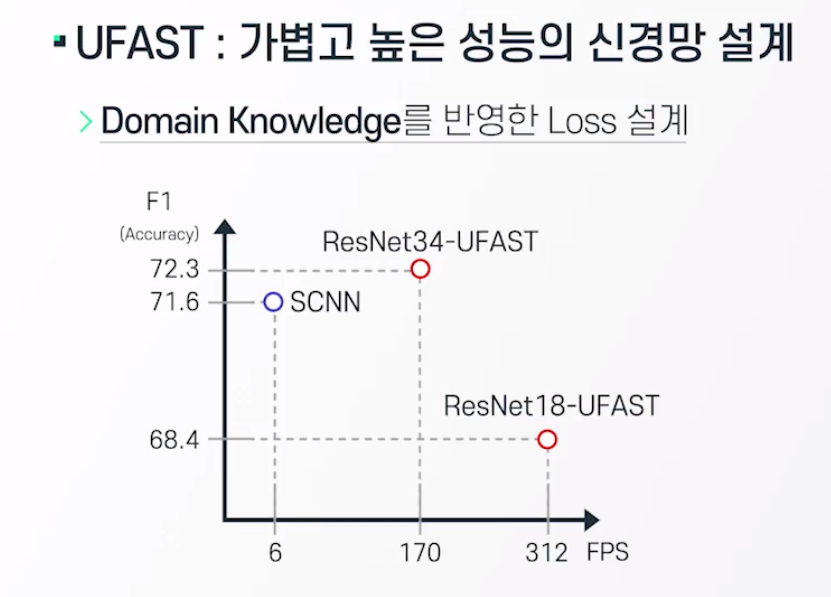 UFAST : 가볍고 높은 성능의 신경망 설계
Domain Knowledge를 반영한 Loss 설계
F1
(Accuracy)
ResNet34-UFAST
72.3
71.6
SCNN
ResNet18-UFAST
68.4
6
170
312
FPS